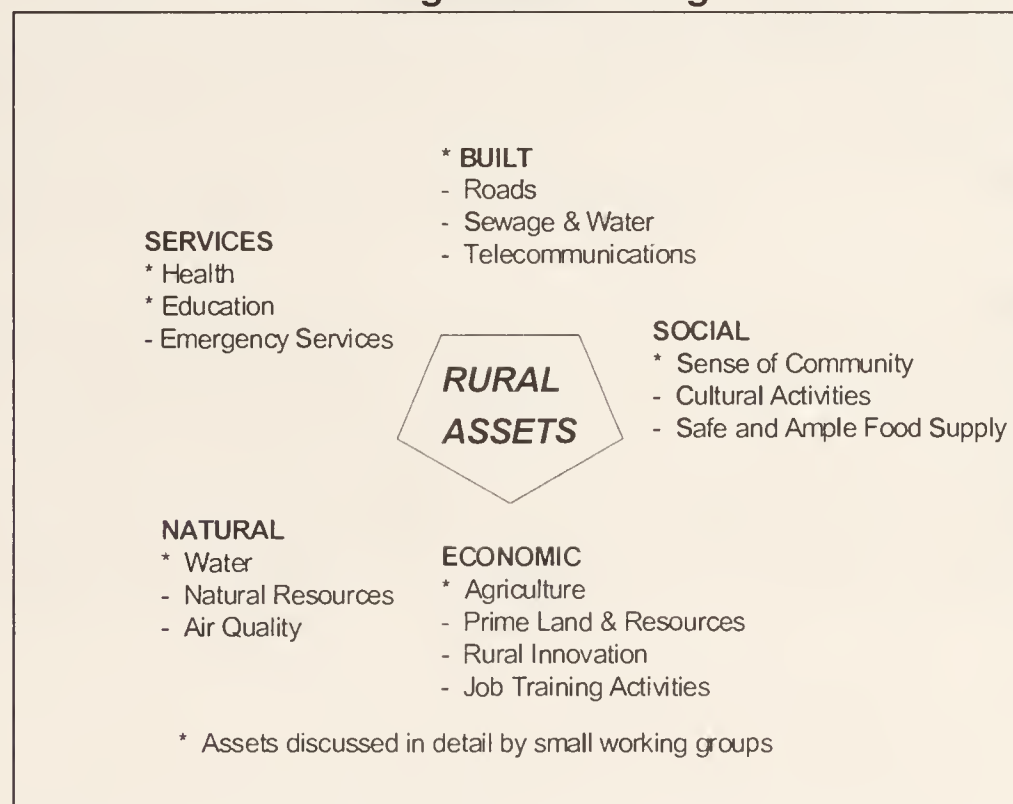 * BUILT
- Roads
- Sewage & Water
- Telecommunications
SERVICES
* Health
* Education
- Emergency Services
SOCIAL
* Sense of Community
- Cultural Activities
- Safe and Ample Food Supply
RURAL
ASSETS
NATURAL
* Water
- Natural Resources
- Air Quality
ECONOMIC
* Agriculture
- Prime Land & Resources
- Rural Innovation
- Job Training Activities
* Assets discussed in detail by small working groups